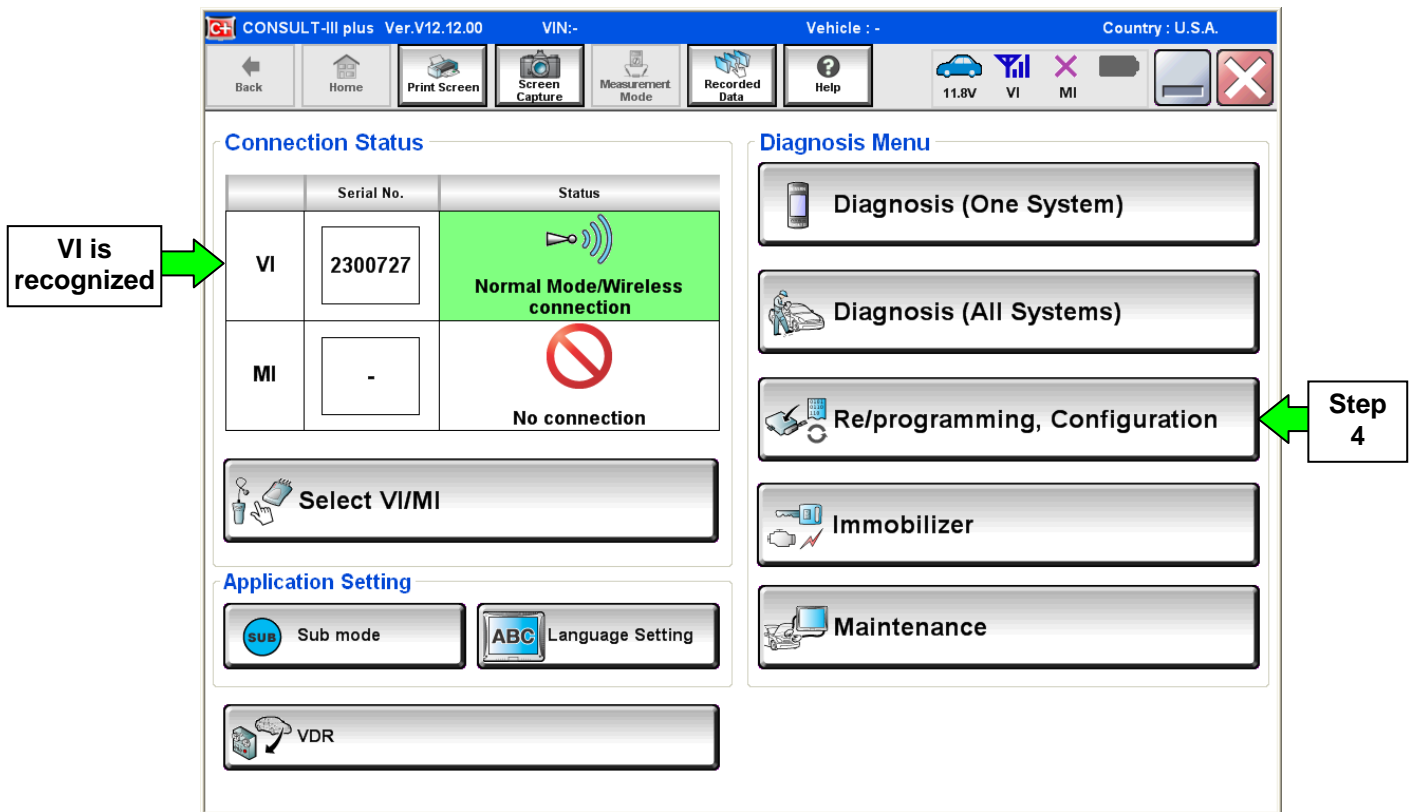 CONSULT-III plus Ver.V12.12.00 VIN:- Vehicle : - Country : U.S.A.
Back
Home
Print Screen
Screen
Capture
Measurement
Mode
Recorded
Data
Help
11.8V
VI
MI
Connection Status
Serial No.
Status
VI
2300727
Normal Mode/Wireless
connection
MI
-
No connection
Select VI/MI
Application Setting
SUB
Sub mode
ABC
Language Setting
VDR
Diagnosis Menu
Diagnosis (One System)
Diagnosis (All Systems)
Re/programming, Configuration
Immobilizer
Maintenance
VI is
recognized
Step
4